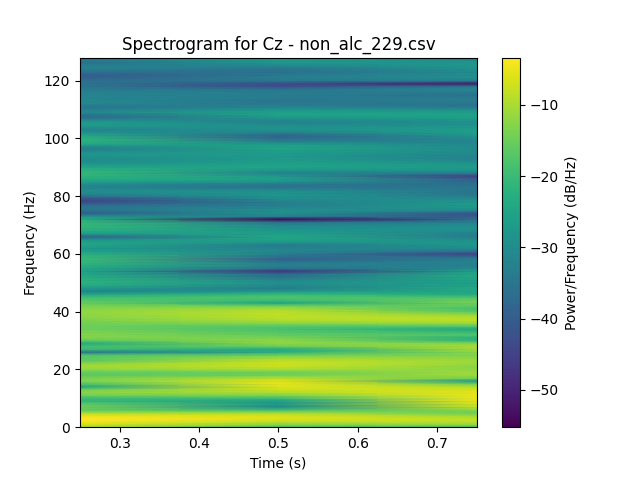 Spectrogram for Cz - non_alc_229.csv
120
100
80
60
40
20
0
Frequency (Hz)
0.3 0.4 0.5 0.6 0.7
Time (s)
−10
−20
−30
−40
−50
Power/Frequency (dB/Hz)